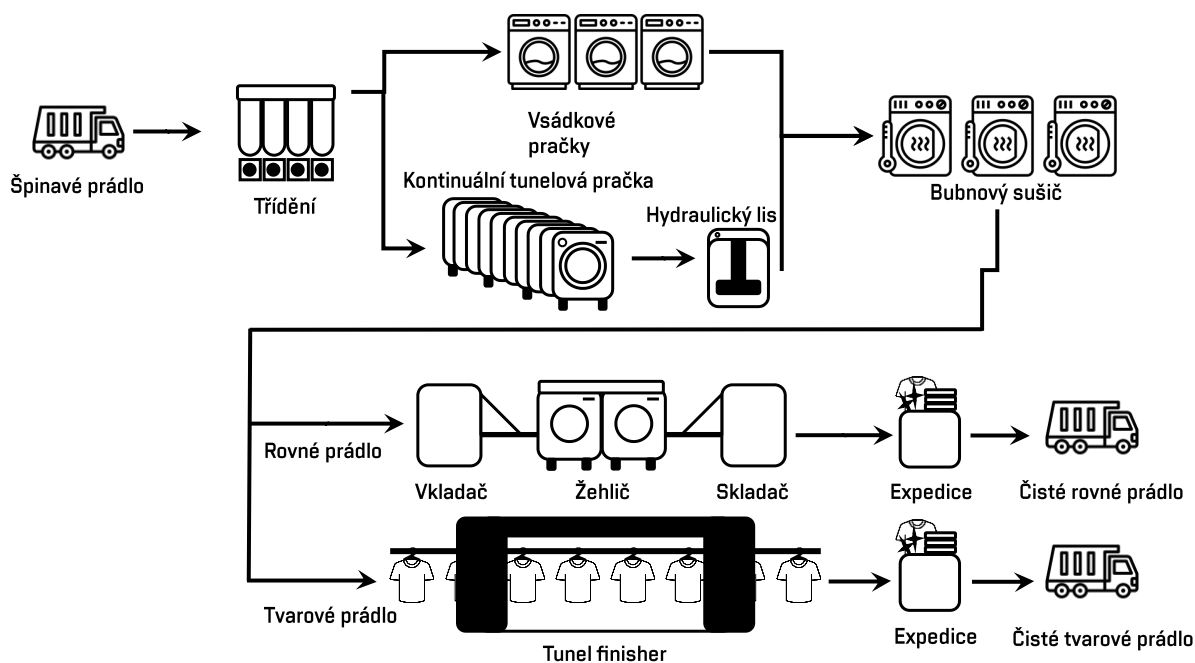 Špinavé prádlo
Třídění
Vsádkové
pračky
Kontinuální tunelová pračka
Hydraulický lis
Bubnový sušič
Rovné prádlo
Vkladač
Žehlič
Skladač
Expedice
Čisté rovné prádlo
Tvarové prádlo
Tunel finisher
Expedice
Čisté tvarové prádlo